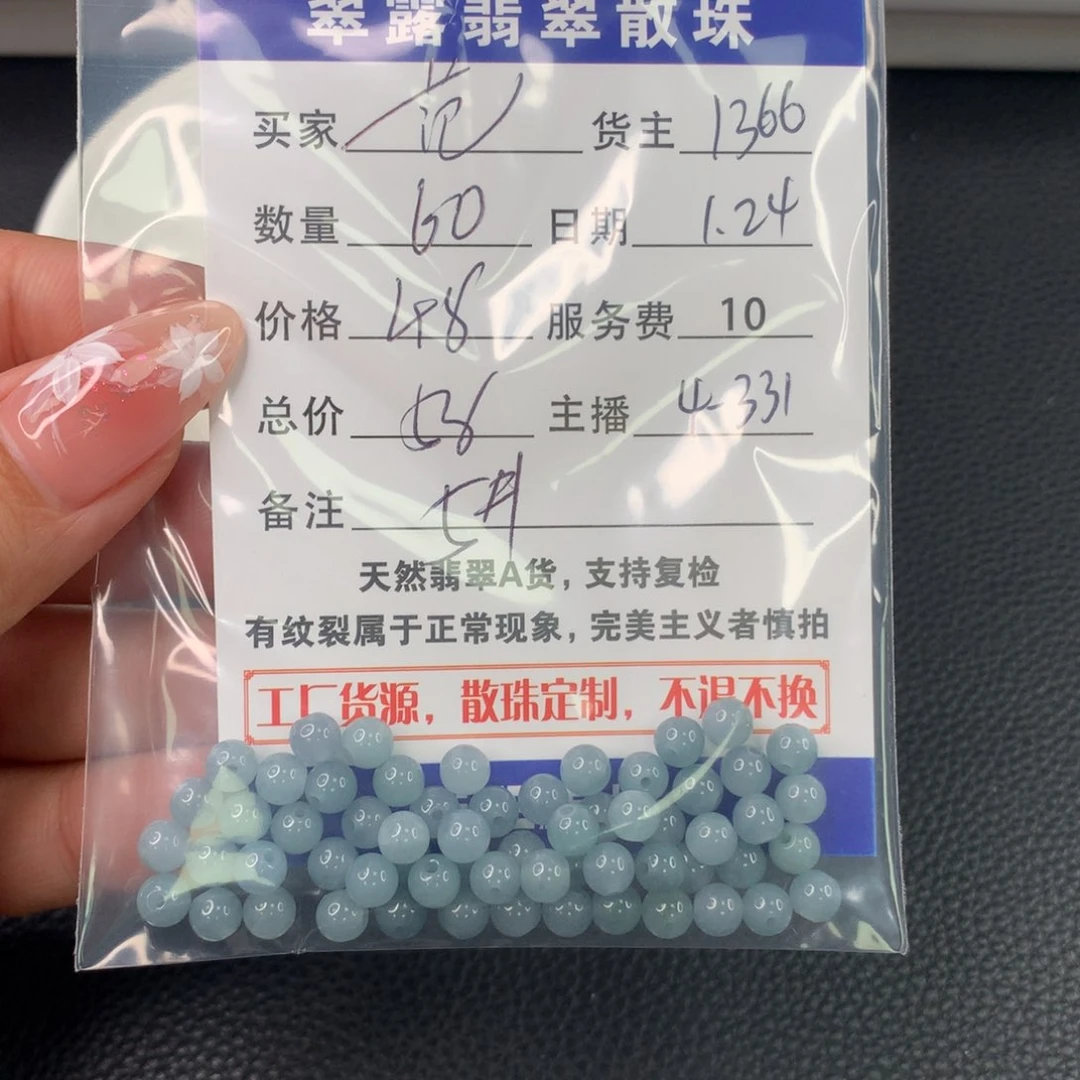 翠露翡翠散珠
买家 范 货主 1366
数量 60 日期 1.24
价格 48 服务费 10
总价 58 主播 4-331
备注
天然翡翠A货，支持复检
有纹裂属于正常现象，完美主义者慎拍
工厂货源，散珠定制，不退不换